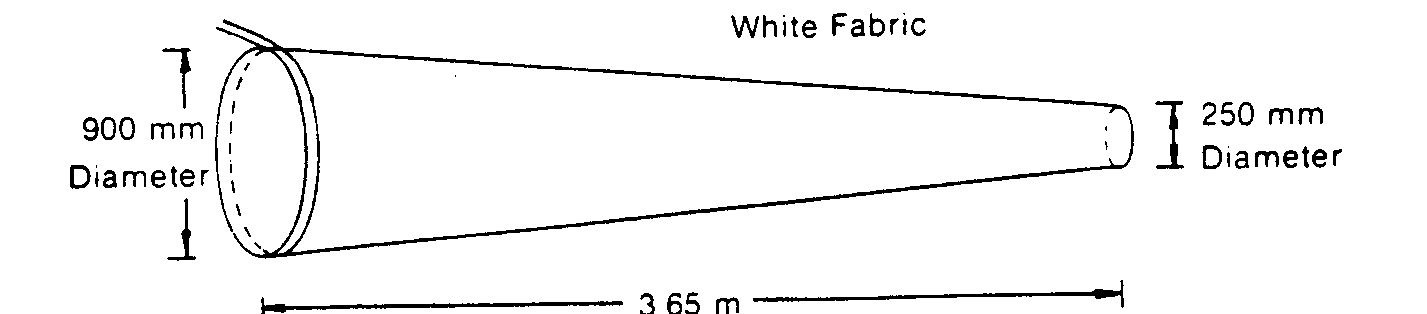 White Fabric
900 mm
Diameter
250 mm
Diameter
3 65 m